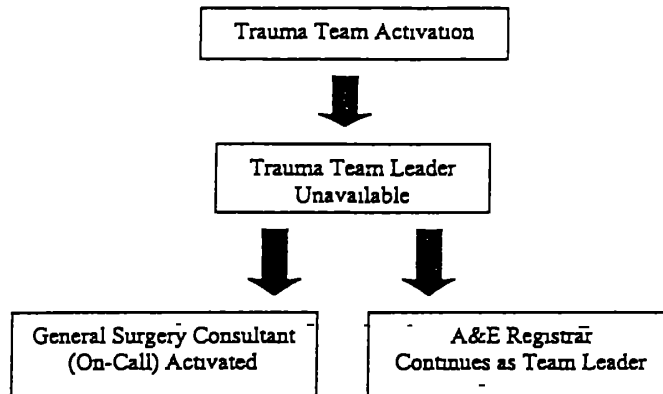 Trauma Team Activation
Trauma Team Leader
Unavailable
General Surgery Consultant
(On-Call) Activated
A&E Registrar
Continues as Team Leader